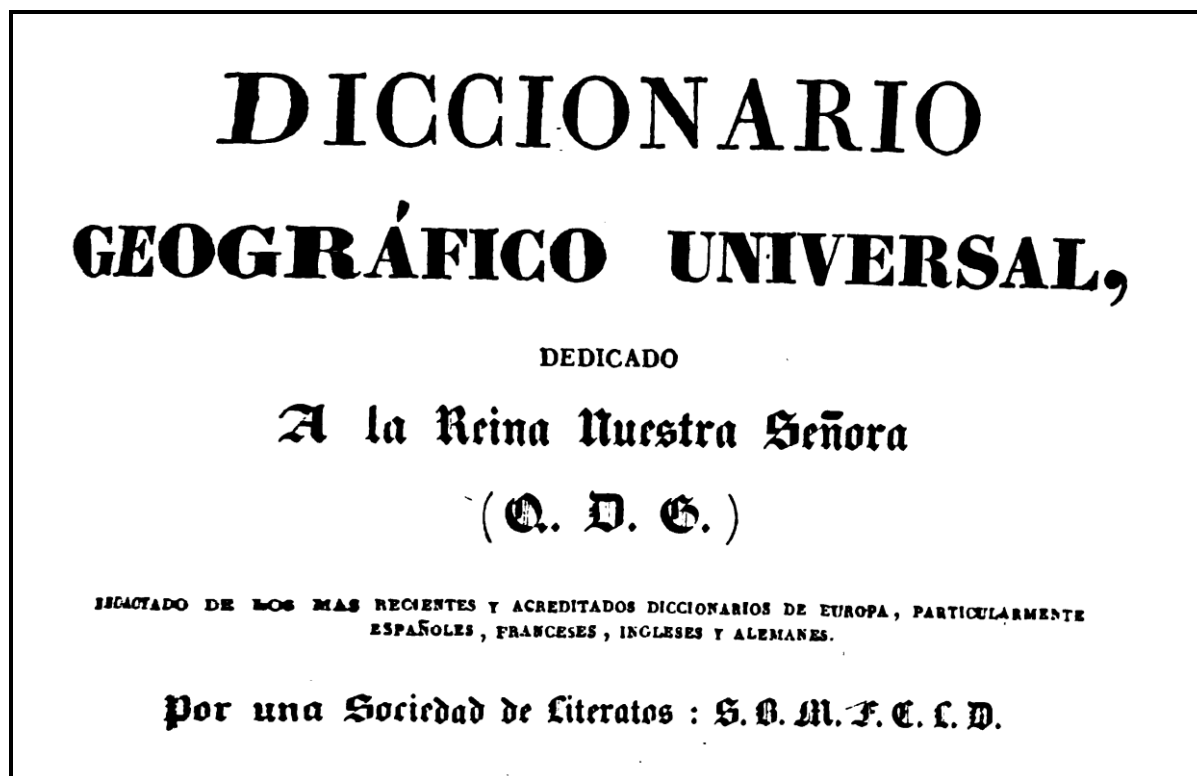 DICCIONARIO
GEOGRÁFICO UNIVERSAL,
DEDICADO
A la Reina Nuestra Señora
(Q. D. G.)
REDACTADO DE LOS MAS RECIENTES Y ACREDITADOS DICCIONARIOS DE EUROPA, PARTICULARMENTE
ESPAÑOLES, FRANCESES, INGLESES Y ALEMANES.
Por una Sociedad de Literatos: S. B. M. F. C. L. D.